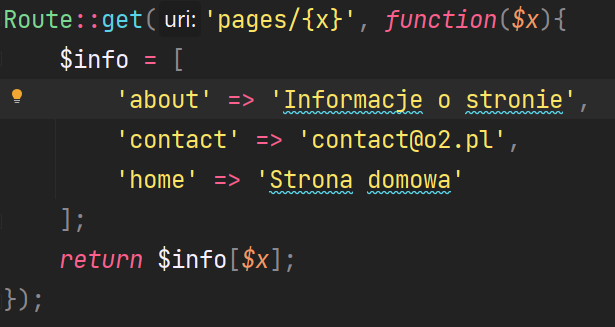 Route::get( uri: 'pages/{x}', function($x){
    $info = [
        'about' => 'Informacje o stronie',
        'contact' => 'contact@o2.pl',
        'home' => 'Strona domowa'
    ];
    return $info[$x];
});